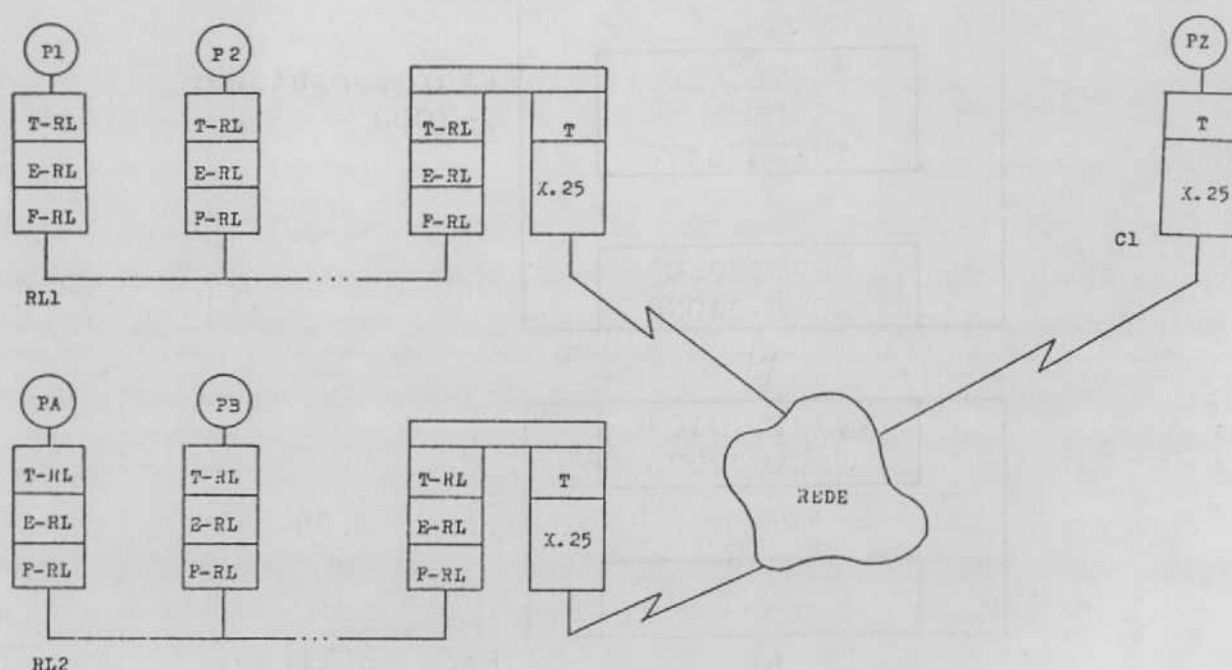 P1 P2 PZ
T-RL T-RL T-RL T T
E-RL E-RL E-RL X.25 X.25
F-RL F-RL F-RL
C1
RL1
PA PB
T-RL T-RL T-RL T
E-RL E-RL E-RL X.25
F-RL F-RL F-RL
REDE
RL2